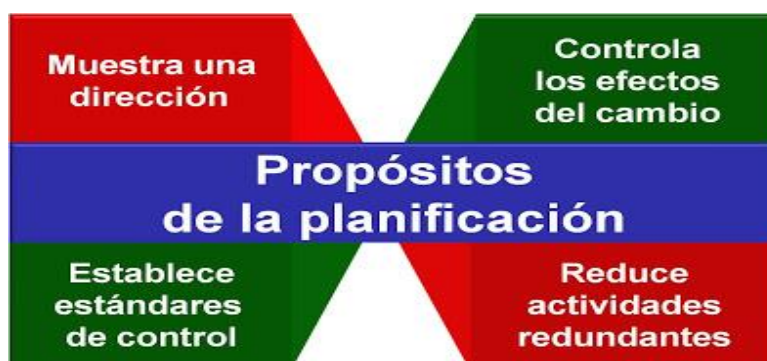 Muestra una
dirección
Controla
los efectos
del cambio
Propósitos
de la planificación
Establece
estándares
de control
Reduce
actividades
redundantes